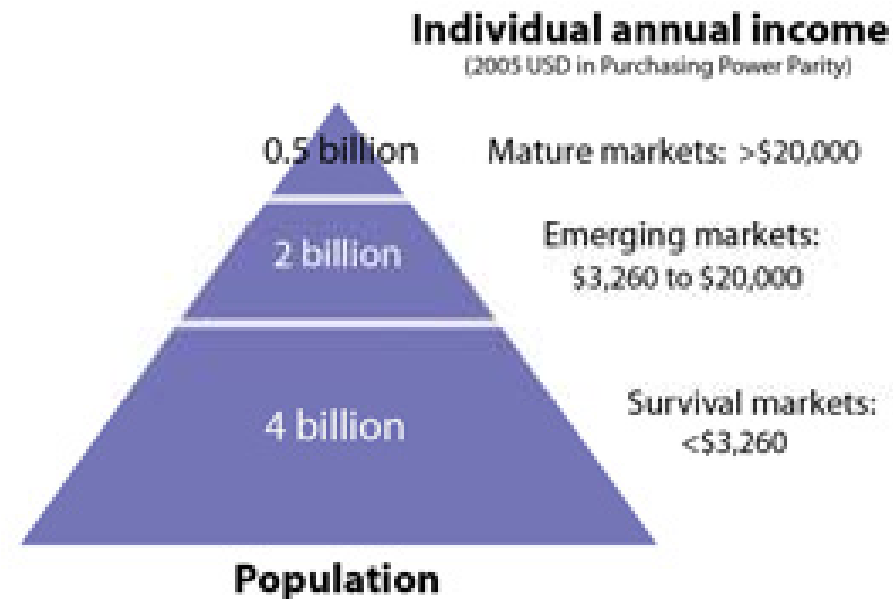 Individual annual income
(2005 USD in Purchasing Power Parity)
0.5 billion
Mature markets: >$20,000
2 billion
Emerging markets:
$3,260 to $20,000
4 billion
Survival markets:
<$3,260
Population